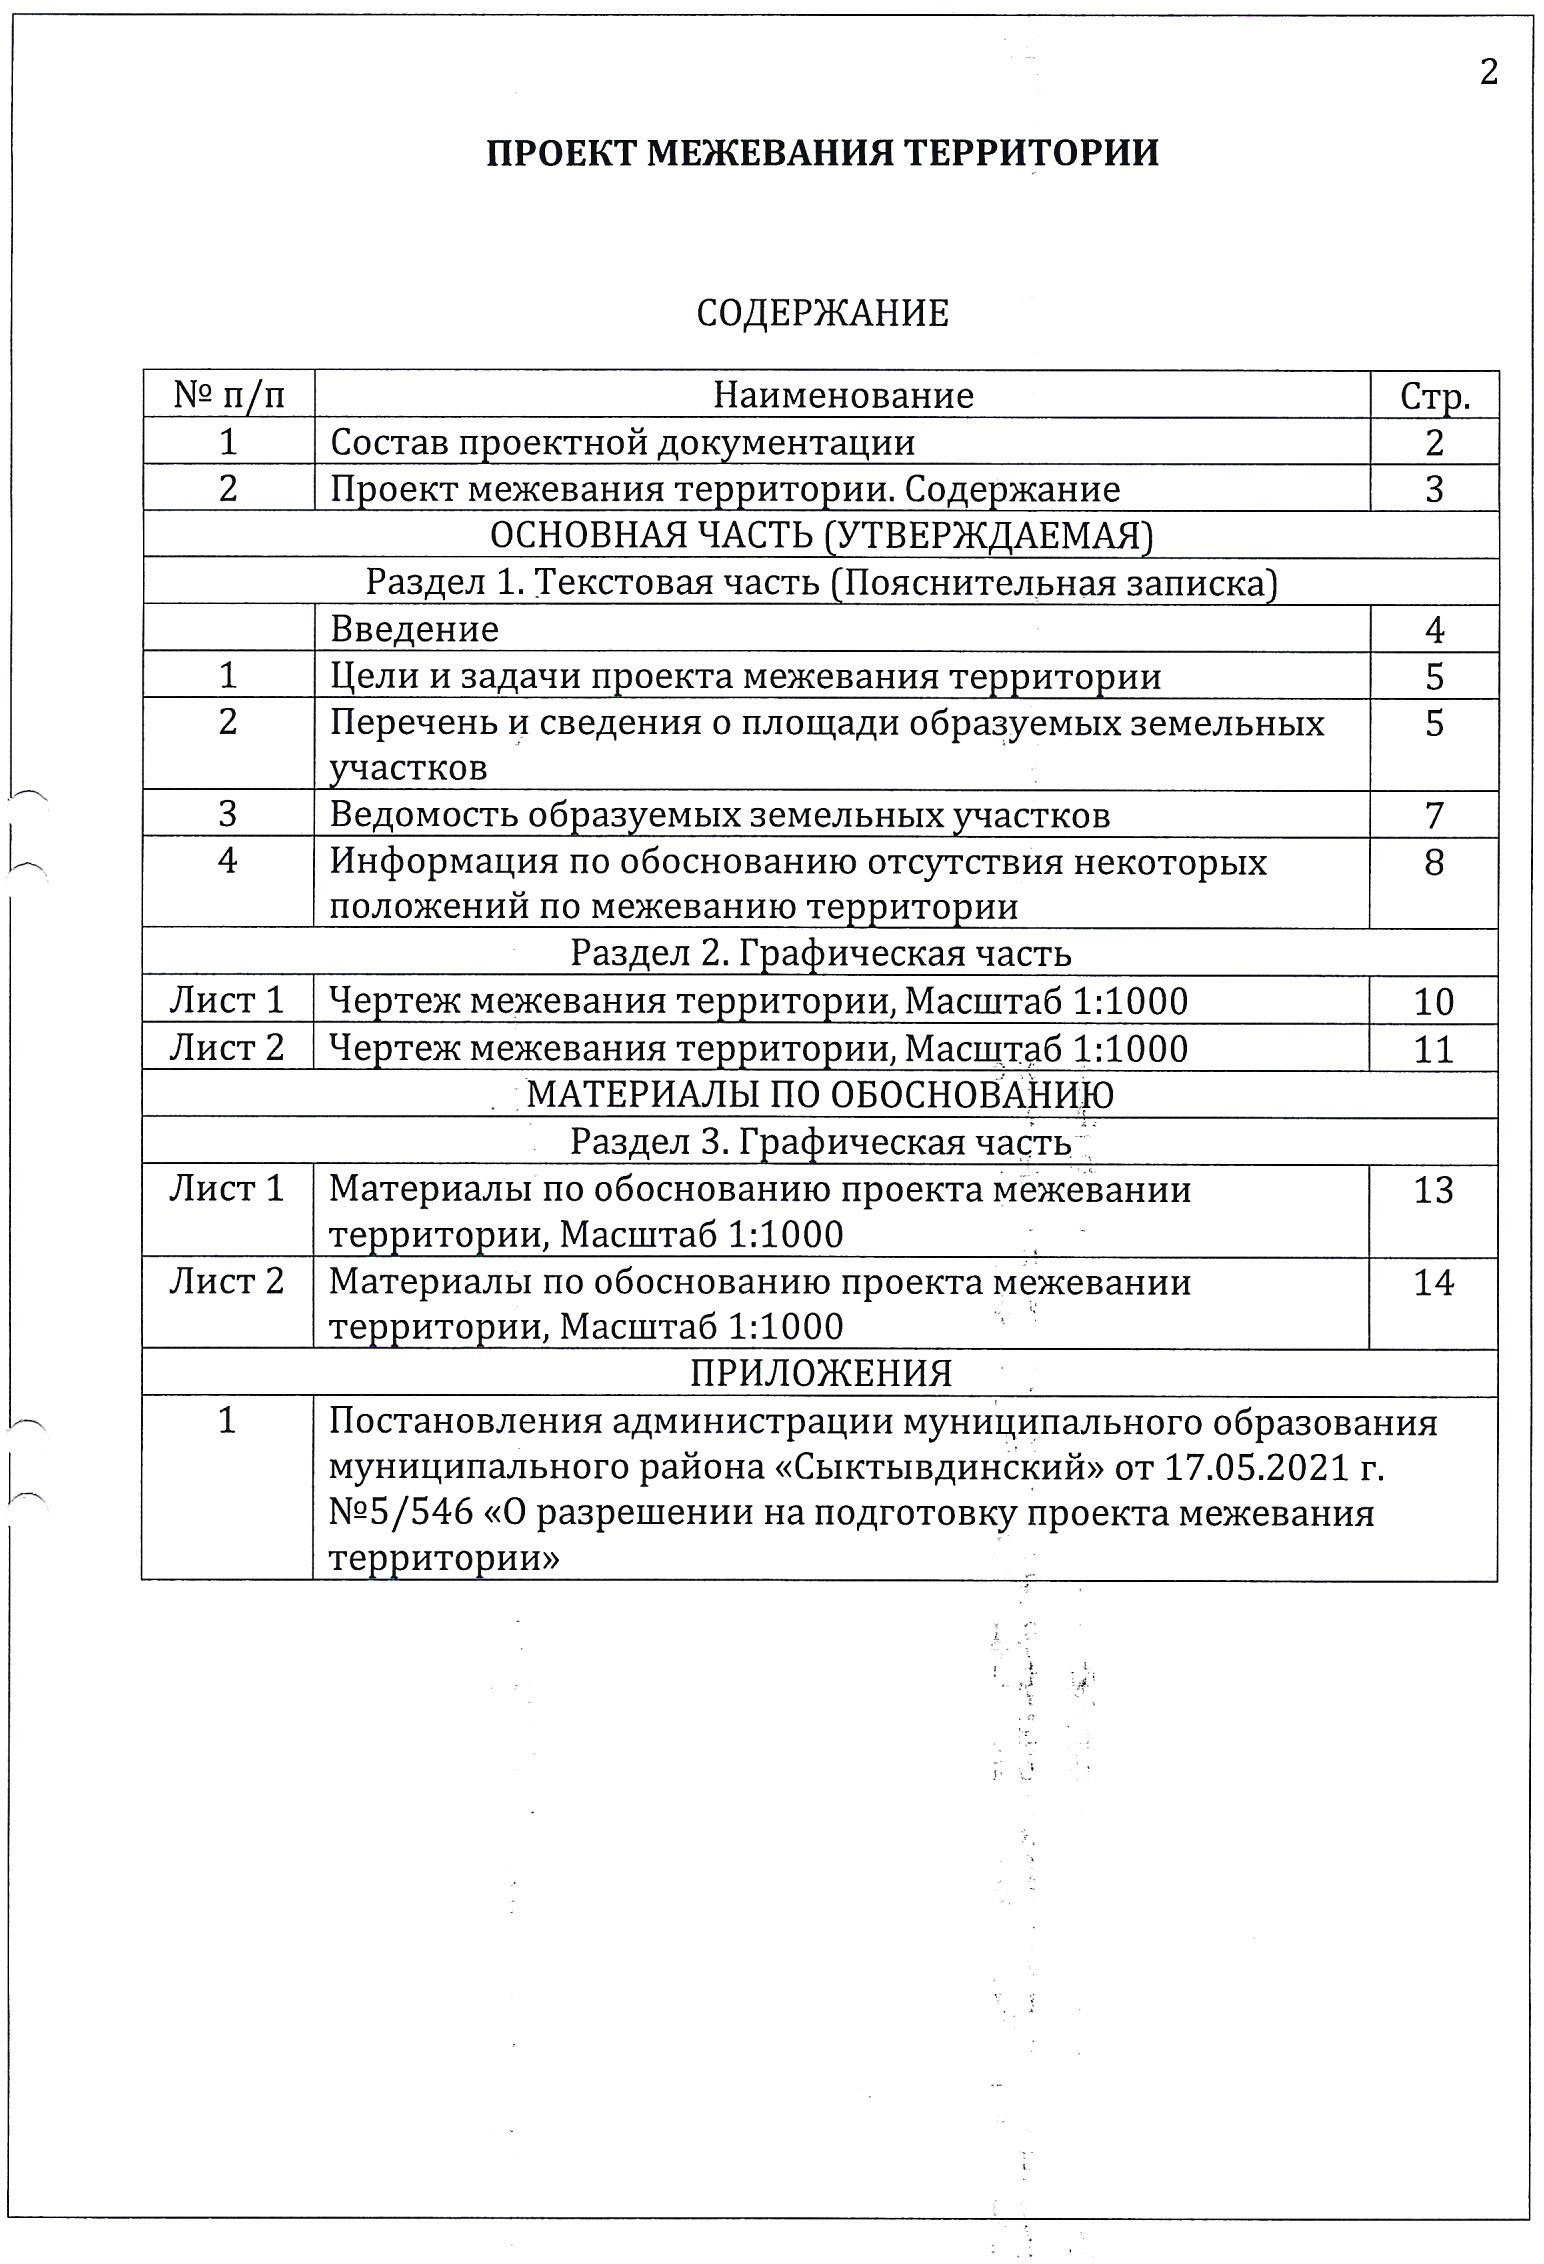 2
ПРОЕКТ МЕЖЕВАНИЯ ТЕРРИТОРИИ
СОДЕРЖАНИЕ
№ п/п Наименование Стр.
1 Состав проектной документации 2
2 Проект межевания территории. Содержание 3
ОСНОВНАЯ ЧАСТЬ (УТВЕРЖДАЕМАЯ)
Раздел 1. Текстовая часть (Пояснительная записка)
Введение 4
1 Цели и задачи проекта межевания территории 5
2 Перечень и сведения о площади образуемых земельных 5
участков
3 Ведомость образуемых земельных участков 7
4 Информация по обоснованию отсутствия некоторых 8
положений по межеванию территории
Раздел 2. Графическая часть
Лист 1 Чертеж межевания территории, Масштаб 1:1000 10
Лист 2 Чертеж межевания территории, Масштаб 1:1000 11
МАТЕРИАЛЫ ПО ОБОСНОВАНИЮ
Раздел 3. Графическая часть
Лист 1 Материалы по обоснованию проекта межевании 13
территории, Масштаб 1:1000
Лист 2 Материалы по обоснованию проекта межевании 14
территории, Масштаб 1:1000
ПРИЛОЖЕНИЯ
1 Постановления администрации муниципального образования
муниципального района «Сыктывдинский» от 17.05.2021 г.
№5/546 «О разрешении на подготовку проекта межевания
территории»